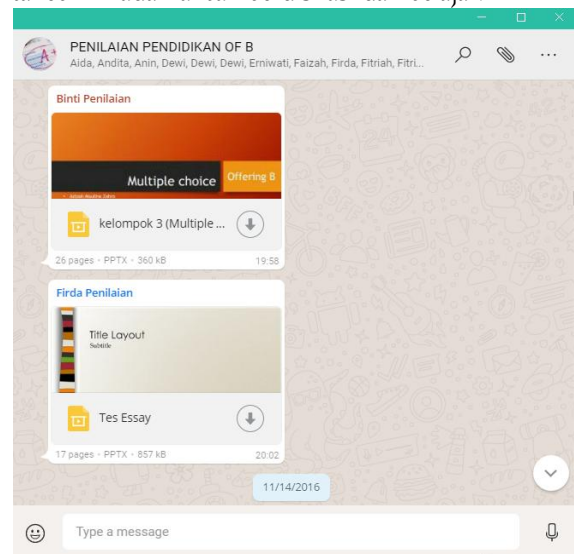 PENILAIAN PENDIDIKAN OF B
Aida, Andita, Anin, Dewi, Dewi, Dewi, Erniwati, Faizah, Firda, Fitriah, Fitri...
Binti Penilaian
Multiple choice
Offering B
kelompok 3 (Multiple ...
26 pages - PPTX - 360 kB
19:58
Firda Penilaian
Title Layout
Subtitle
Tes Essay
17 pages - PPTX - 857 kB
20:02
11/14/2016
Type a message